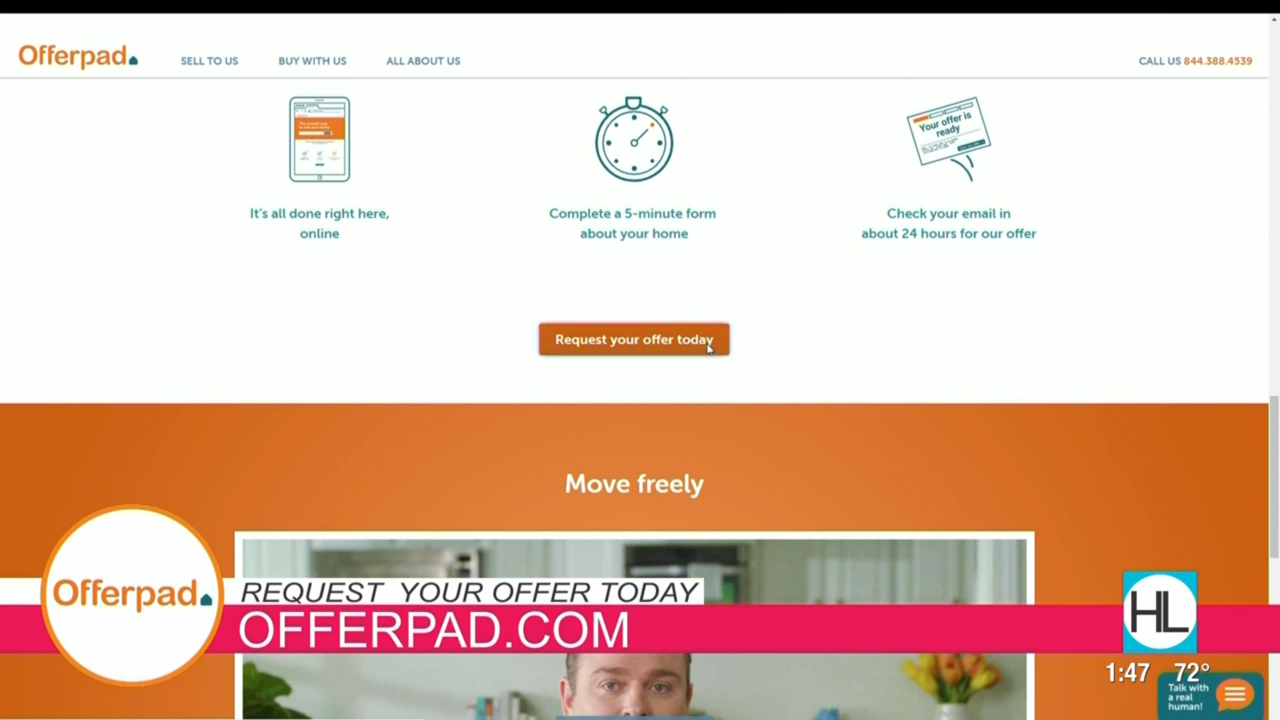 Offerpad
SELL TO US
BUY WITH US
ALL ABOUT US
CALL US 844.388.4539
Your offer is
ready
It's all done right here,
online
Complete a 5-minute form
about your home
Check your email in
about 24 hours for our offer
Request your offer today
Move freely
Offerpad
REQUEST YOUR OFFER TODAY
OFFERPAD.COM
HL
1:47 72°
Talk with
a real
human!